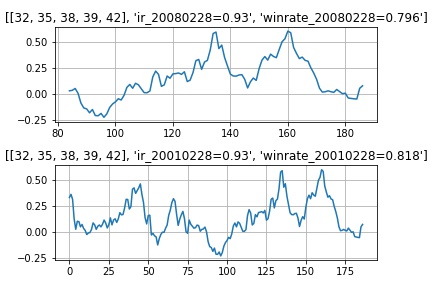 [[32, 35, 38, 39, 42], 'ir_20080228=0.93', 'winrate_20080228=0.796']
0.50
0.25
0.00
−0.25
80 100 120 140 160 180
[[32, 35, 38, 39, 42], 'ir_20010228=0.93', 'winrate_20010228=0.818']
0.50
0.25
0.00
−0.25
0 25 50 75 100 125 150 175